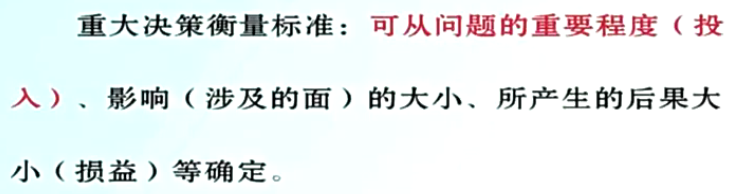 重大决策衡量标准：可从问题的重要程度（投
入）、影响（涉及的面）的大小、所产生的后果大
小（损益）等确定。